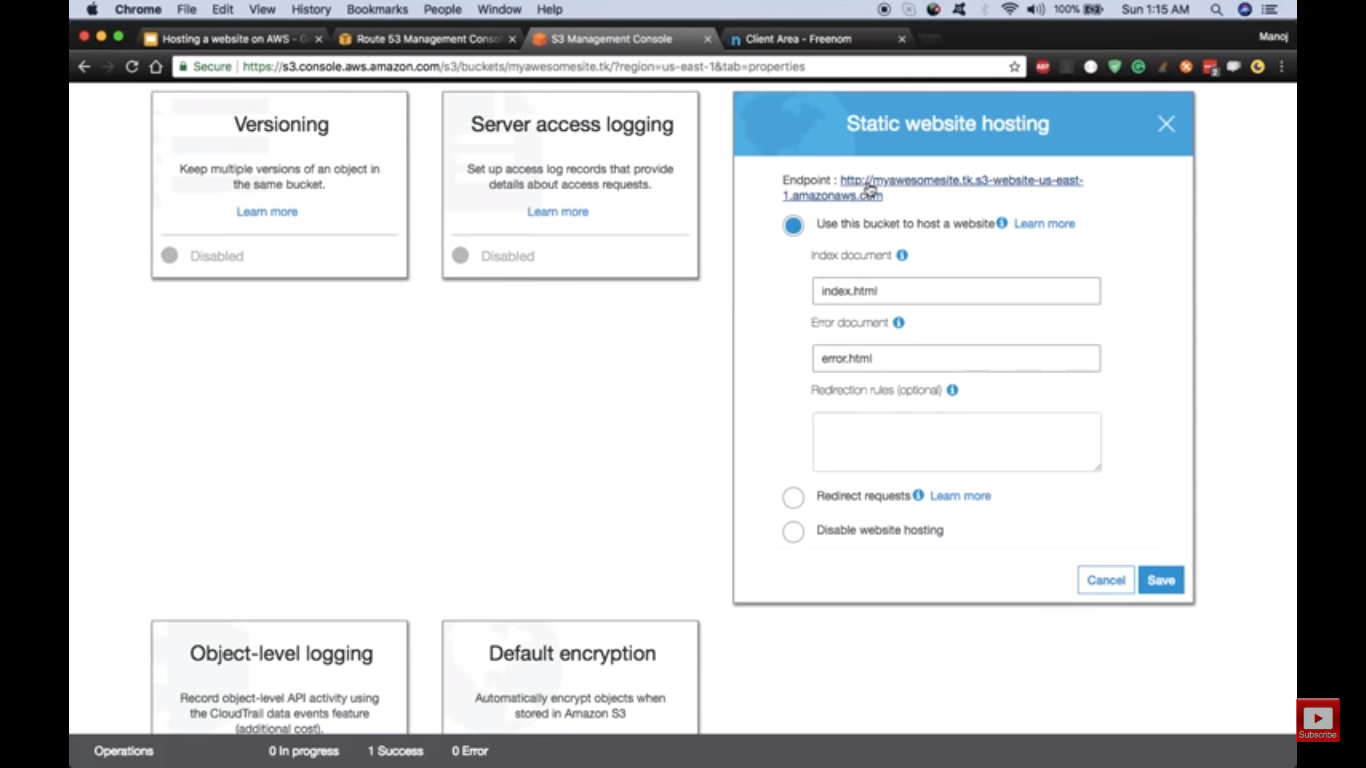 Chrome File Edit View History Bookmarks People Window Help 100% Sun 1:15 AM
Hosting a website on AWS - G Route 53 Management Conso S3 Management Console Client Area - Freenom Manoj
Secure https://s3.console.aws.amazon.com/s3/buckets/myawesomesite.tk/?region=us-east-1&tab=properties
Versioning
Keep multiple versions of an object in
the same bucket.
Learn more
Disabled
Server access logging
Set up access log records that provide
details about access requests.
Learn more
Disabled
Static website hosting
Endpoint : http://myawesomesite.tk.s3-website-us-east-
1.amazonaws.com
Use this bucket to host a website Learn more
Index document
index.html
Error document
error.html
Redirection rules (optional)
Redirect requests Learn more
Disable website hosting
Cancel Save
Object-level logging
Record object-level API activity using
the CloudTrail data events feature
(additional cost).
Default encryption
Automatically encrypt objects when
stored in Amazon S3
Operations 0 In progress 1 Success 0 Error
Subscribe